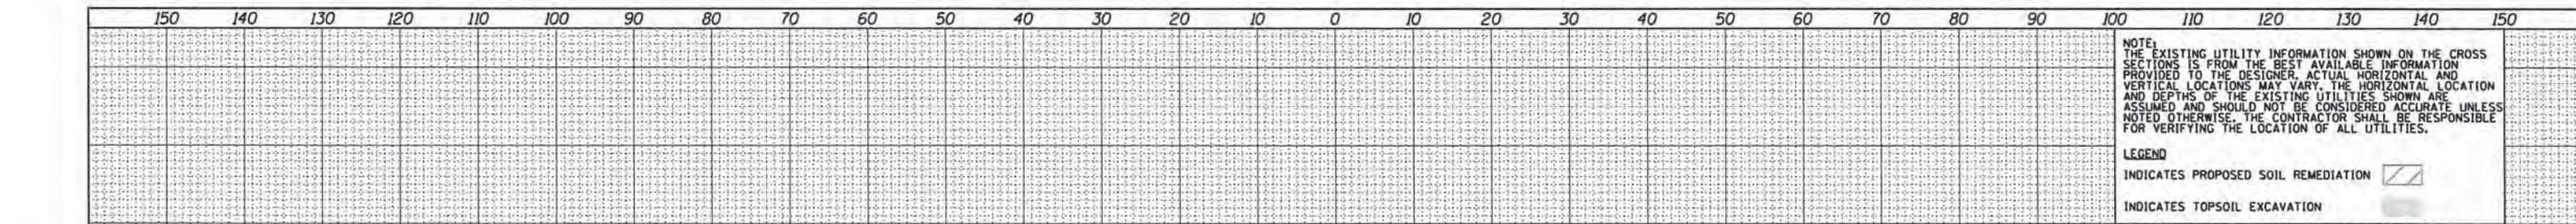 150 140 130 120 110 100 90 80 70 60 50 40 30 20 10 0 10 20 30 40 50 60 70 80 90 100 110 120 130 140 150
NOTE:
THE EXISTING UTILITY INFORMATION SHOWN ON THE CROSS
SECTIONS IS FROM THE BEST AVAILABLE INFORMATION
PROVIDED TO THE DESIGNER. ACTUAL HORIZONTAL AND
VERTICAL LOCATIONS MAY VARY. THE HORIZONTAL LOCATION
AND DEPTHS OF THE EXISTING UTILITIES SHOWN ARE
ASSUMED AND SHOULD NOT BE CONSIDERED ACCURATE UNLESS
NOTED OTHERWISE. THE CONTRACTOR SHALL BE RESPONSIBLE
FOR VERIFYING THE LOCATION OF ALL UTILITIES.
LEGEND
INDICATES PROPOSED SOIL REMEDIATION
INDICATES TOPSOIL EXCAVATION